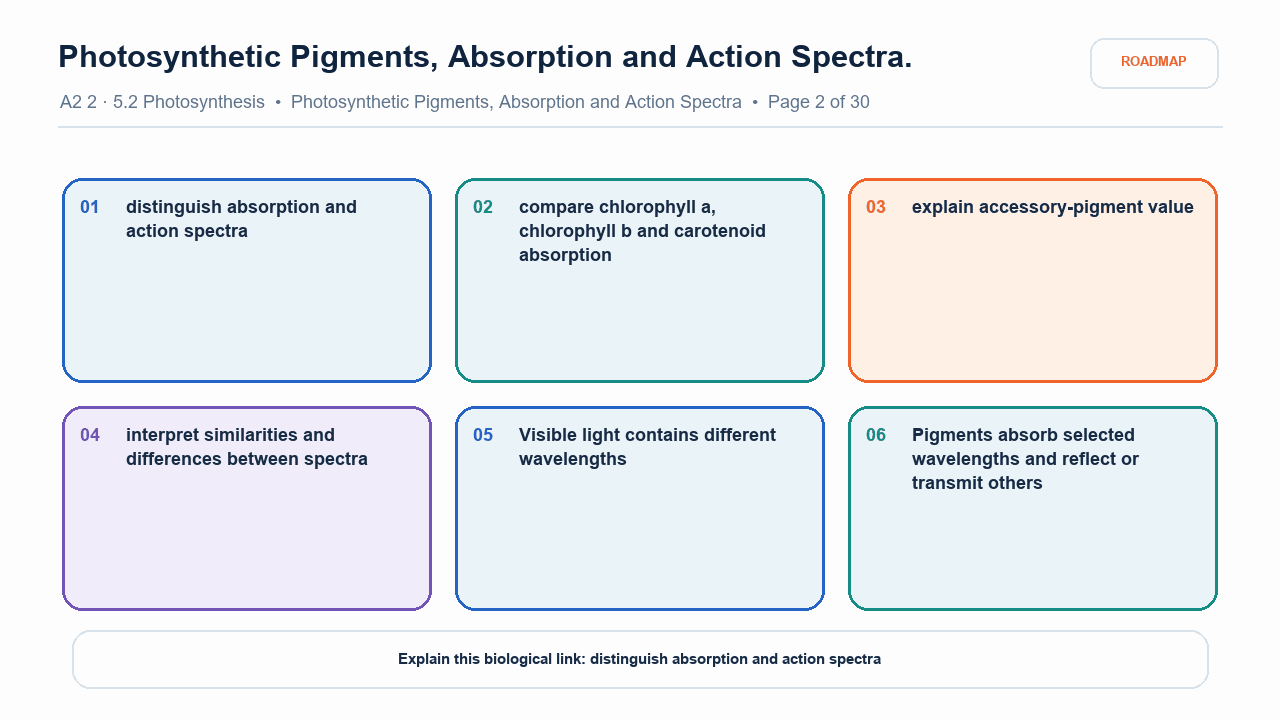 Photosynthetic Pigments, Absorption and Action Spectra.
ROADMAP
A2 2 · 5.2 Photosynthesis • Photosynthetic Pigments, Absorption and Action Spectra • Page 2 of 30
01 distinguish absorption and
action spectra
02 compare chlorophyll a,
chlorophyll b and carotenoid
absorption
03 explain accessory-pigment value
04 interpret similarities and
differences between spectra
05 Visible light contains different
wavelengths
06 Pigments absorb selected
wavelengths and reflect or
transmit others
Explain this biological link: distinguish absorption and action spectra